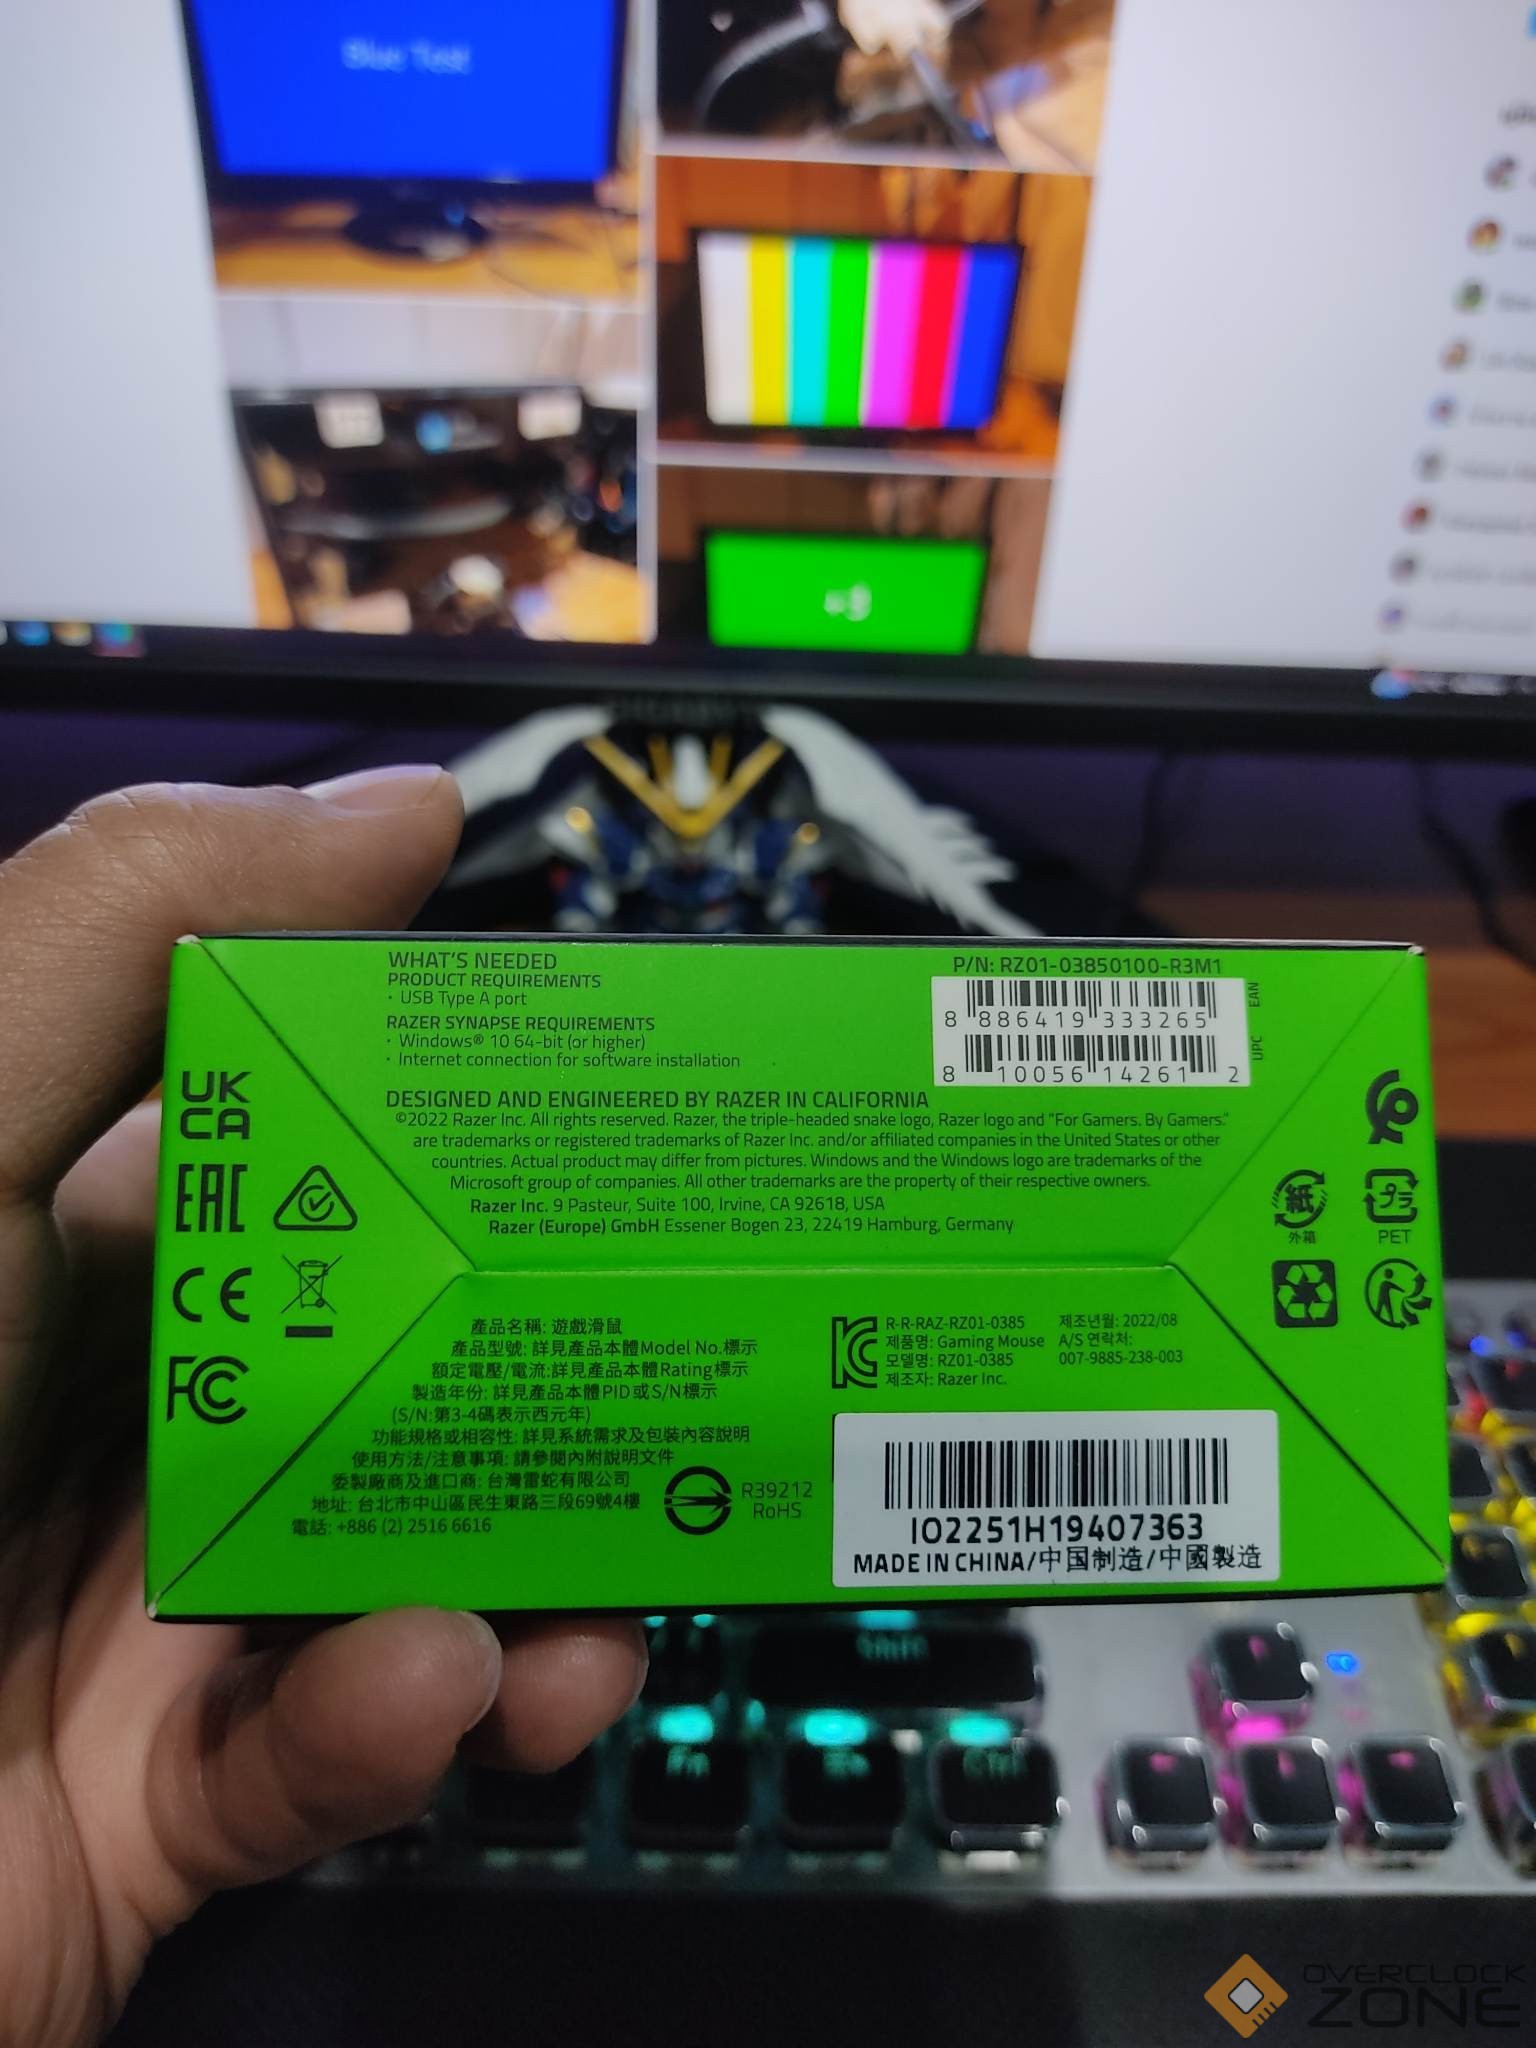 Blue Test
WHAT'S NEEDED
PRODUCT REQUIREMENTS
· USB Type A port
RAZER SYNAPSE REQUIREMENTS
· Windows® 10 64-bit (or higher)
· Internet connection for software installation
P/N: RZ01-03850100-R3M1
8 886419 333265
EAN
8 10056 14261 2
UPC
DESIGNED AND ENGINEERED BY RAZER IN CALIFORNIA
©2022 Razer Inc. All rights reserved. Razer, the triple-headed snake logo, Razer logo and "For Gamers. By Gamers."
are trademarks or registered trademarks of Razer Inc. and/or affiliated companies in the United States or other
countries. Actual product may differ from pictures. Windows and the Windows logo are trademarks of the
Microsoft group of companies. All other trademarks are the property of their respective owners.
Razer Inc. 9 Pasteur, Suite 100, Irvine, CA 92618, USA
Razer (Europe) GmbH Essener Bogen 23, 22419 Hamburg, Germany
UK
CA
EAC
CE
FC
紙
外箱
プラ
PET
產品名稱: 遊戲滑鼠
產品型號: 詳見產品本體Model No.標示
額定電壓/電流: 詳見產品本體Rating標示
製造年份: 詳見產品本體PID或S/N標示
(S/N:第3-4碼表示西元年)
功能規格或相容性: 詳見系統需求及包裝內容說明
使用方法/注意事項: 請參閱內附說明文件
委製廠商及進口商: 台灣雷蛇有限公司
地址: 台北市中山區民生東路三段69號4樓
電話: +886 (2) 2516 6616
R39212
RoHS
R-R-RAZ-RZ01-0385
제품명: Gaming Mouse
모델명: RZ01-0385
제조자: Razer Inc.
제조년월: 2022/08
A/S 연락처:
007-9885-238-003
IO2251H19407363
MADE IN CHINA/中国制造/中國製造
Shift
Fn
Ctrl
OVERCLOCK
ZONE